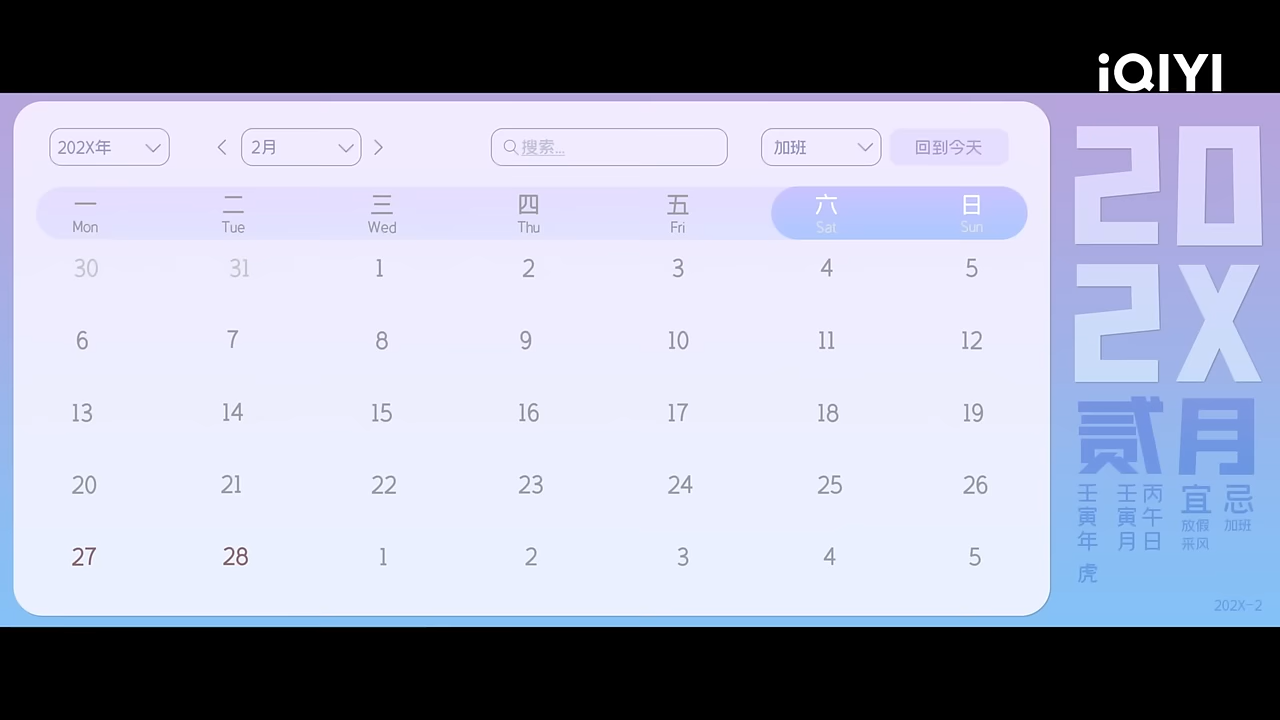 iQIYI
202X年 < 2月 > 搜索... 加班 回到今天
一 二 三 四 五 六 日
Mon Tue Wed Thu Fri Sat Sun
30 31 1 2 3 4 5
6 7 8 9 10 11 12
13 14 15 16 17 18 19
20 21 22 23 24 25 26
27 28 1 2 3 4 5
20
2X
贰月
壬寅年 虎
壬寅月
丙午日
宜
放假
采风
忌
加班
202X-2